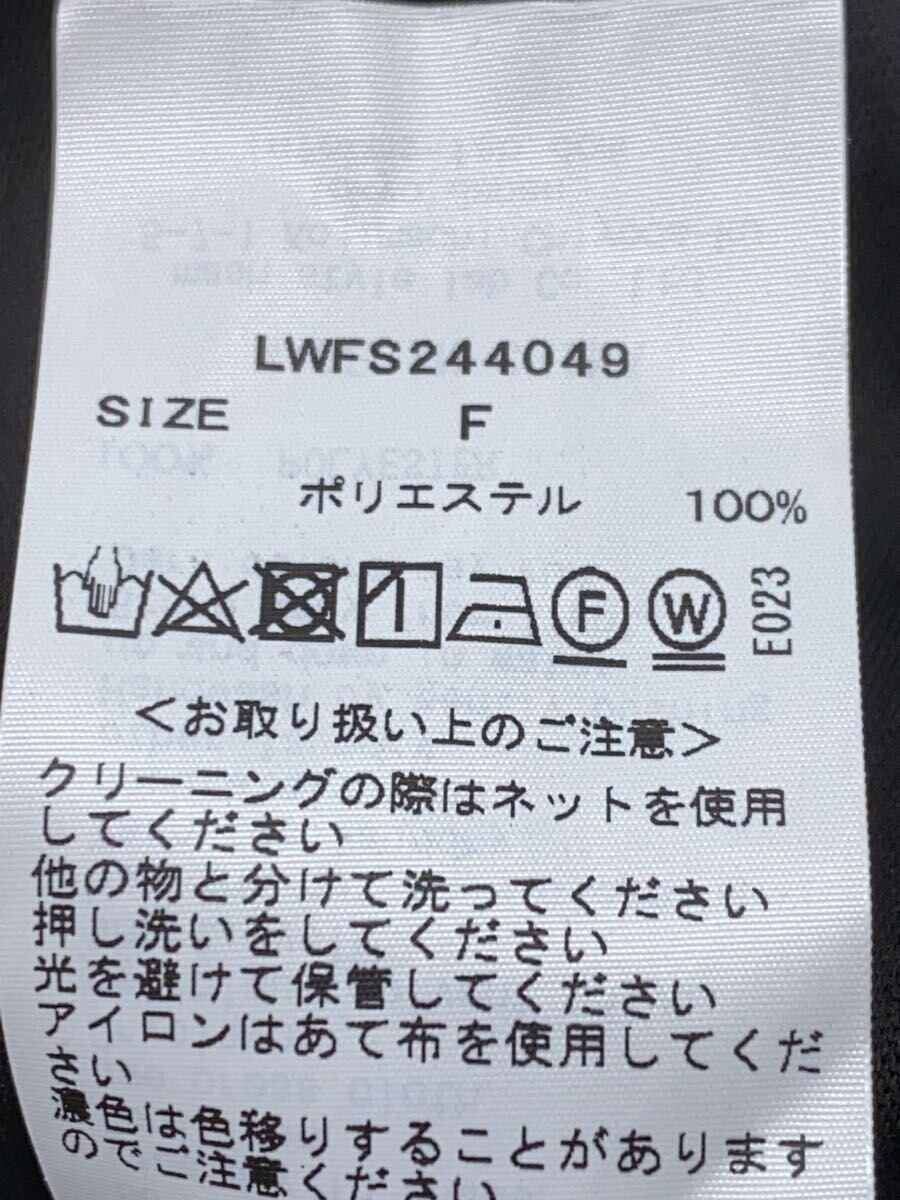 LWFS244049
SIZE F
ポリエステル 100%
F W E023
<お取り扱い上のご注意>
クリーニングの際はネットを使用
してください
他の物と分けて洗ってください
押し洗いをしてください
光を避けて保管してください
アイロンはあて布を使用してくだ
さい
濃色は色移りすることがあります
のでご注意ください